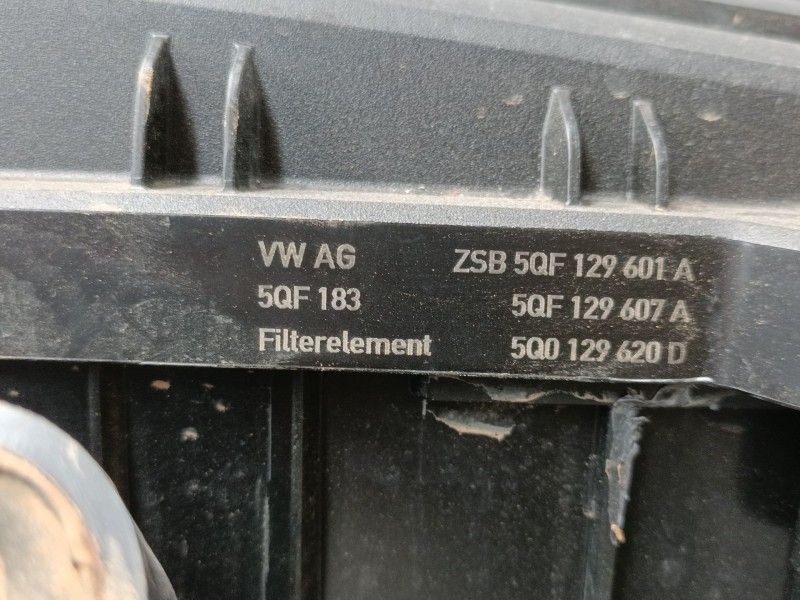 VW AG ZSB 5QF 129 601 A
5QF 183 5QF 129 607 A
Filterelement 5Q0 129 620 D